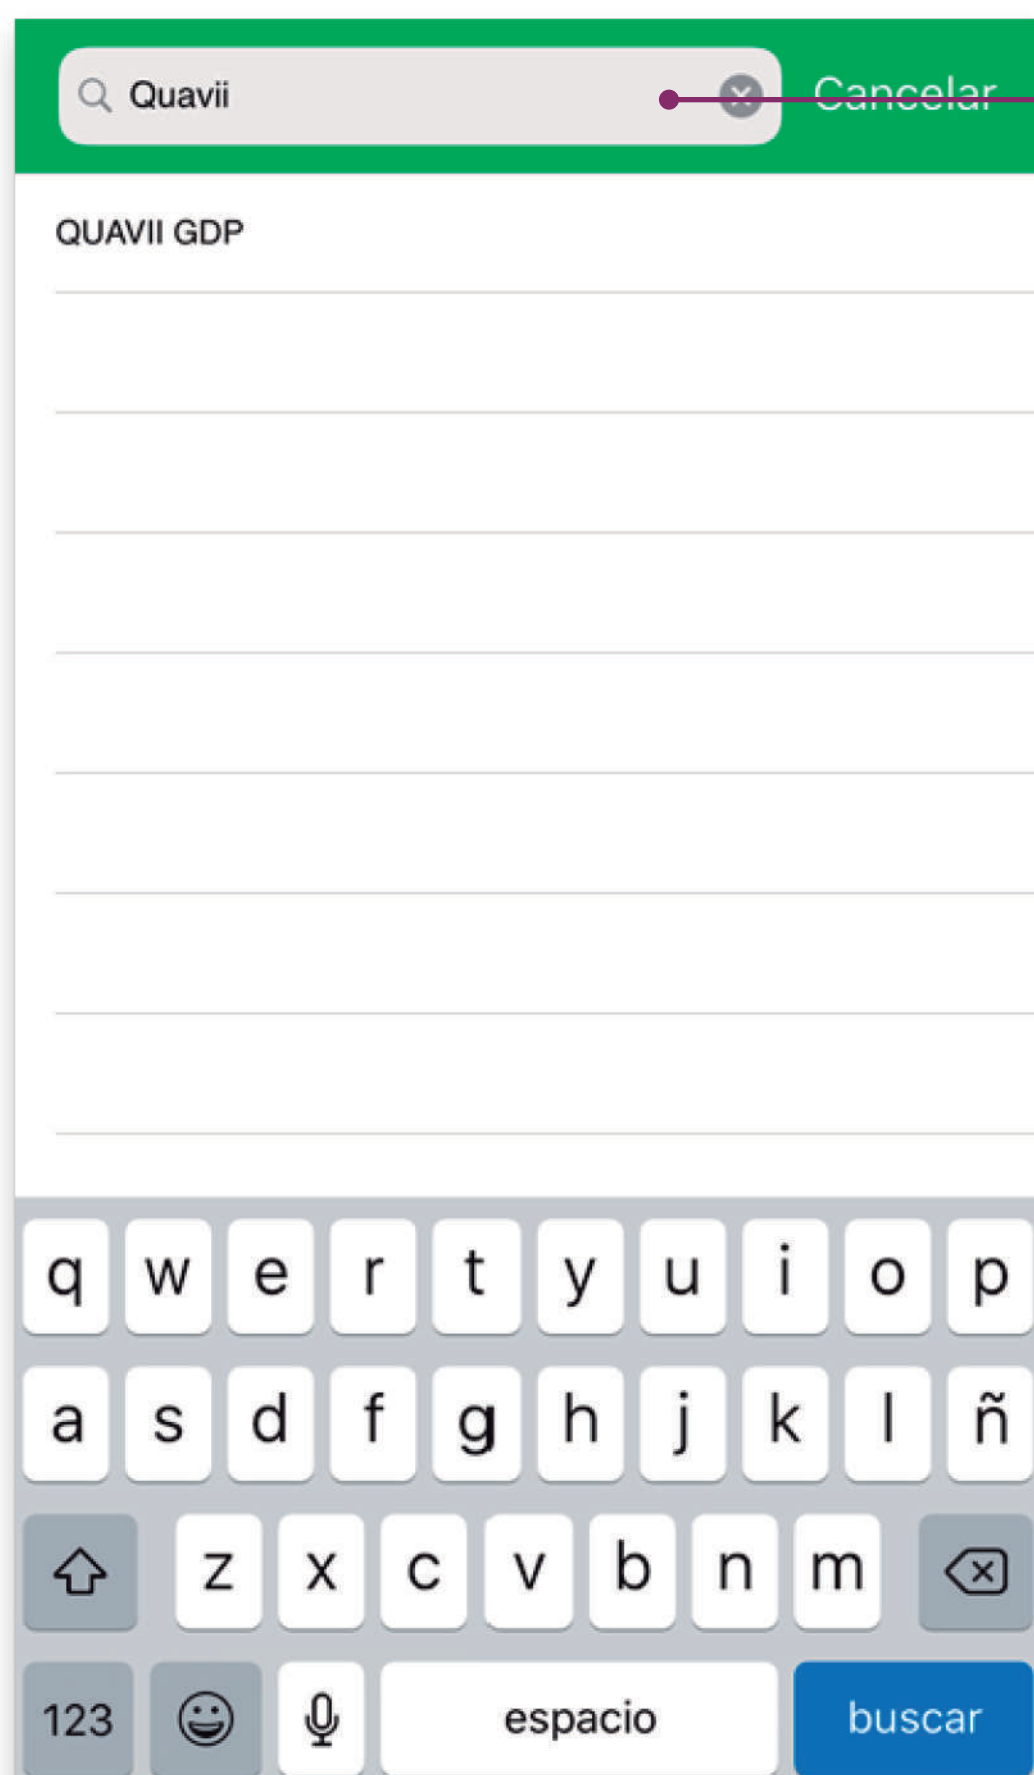 Quavii Cancelar
QUAVII GDP
q w e r t y u i o p
a s d f g h j k l ñ
z x c v b n m
123 espacio buscar